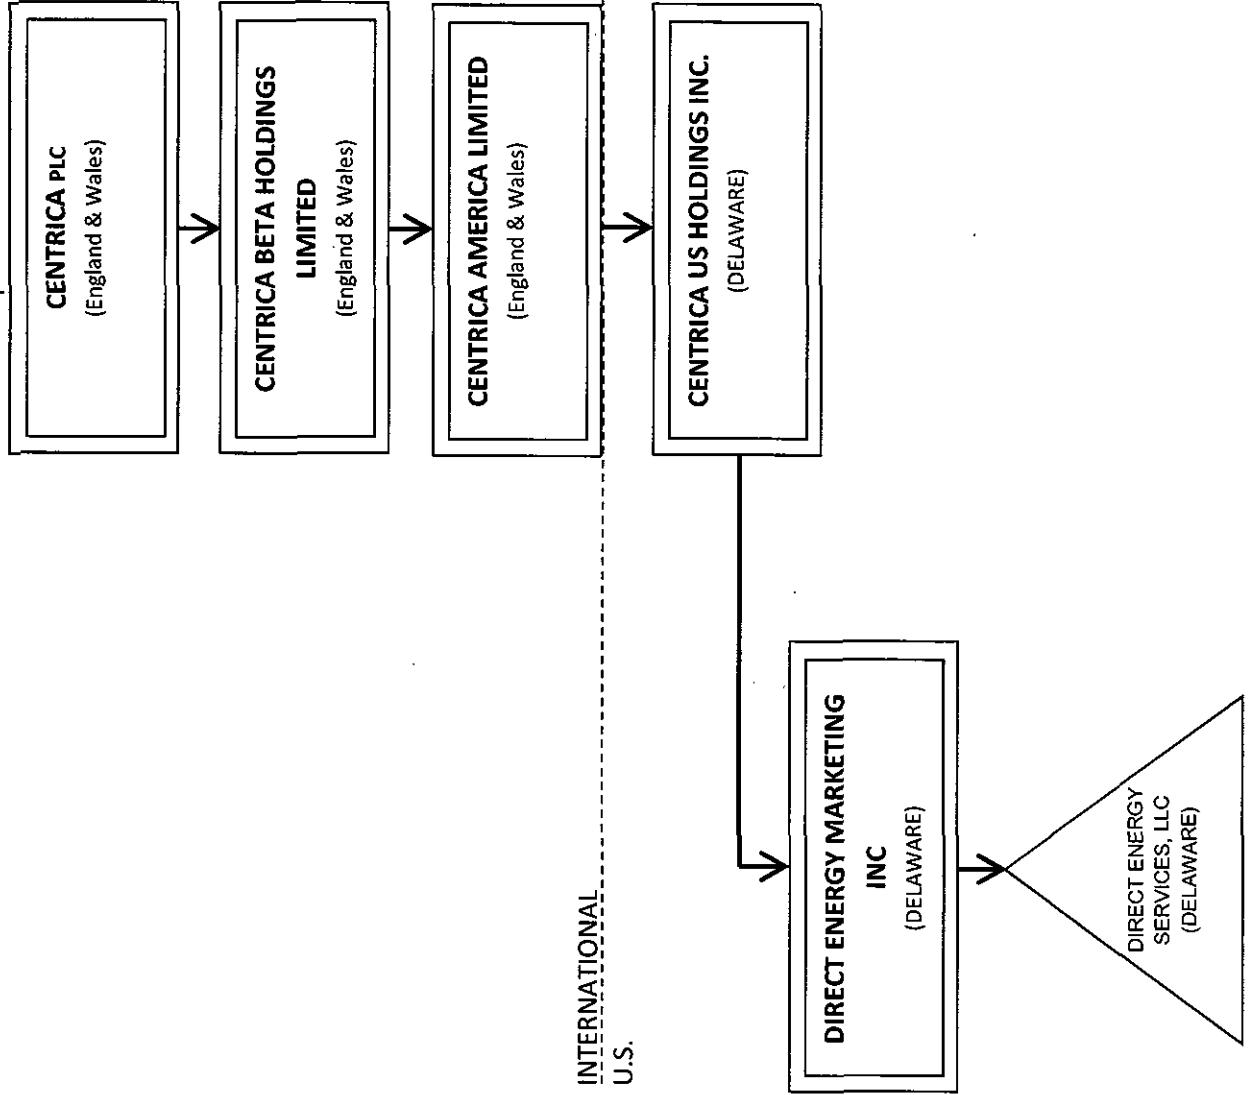 CENTRICA PLC
(England & Wales)
CENTRICA BETA HOLDINGS
LIMITED
(England & Wales)
CENTRICA AMERICA LIMITED
(England & Wales)
INTERNATIONAL
U.S.
CENTRICA US HOLDINGS INC.
(DELAWARE)
DIRECT ENERGY MARKETING
INC
(DELAWARE)
DIRECT ENERGY
SERVICES, LLC
(DELAWARE)